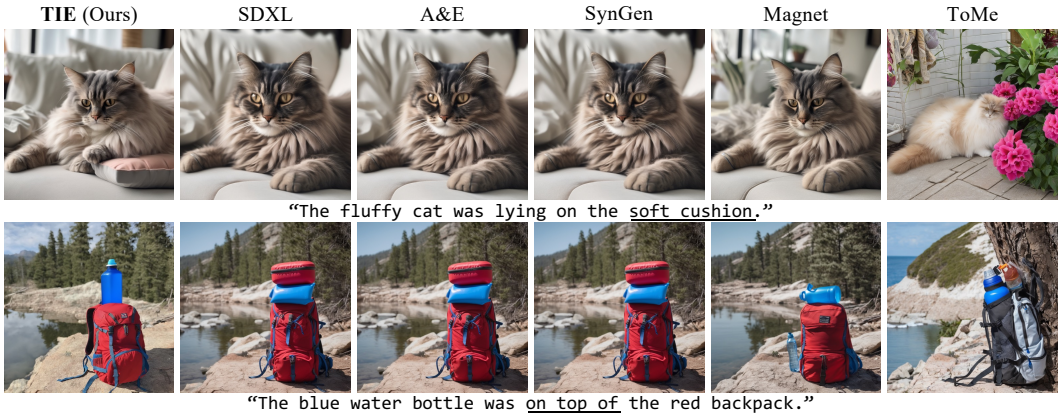 TIE (Ours) SDXL A&E SynGen Magnet ToMe
“The fluffy cat was lying on the soft cushion.”
“The blue water bottle was on top of the red backpack.”